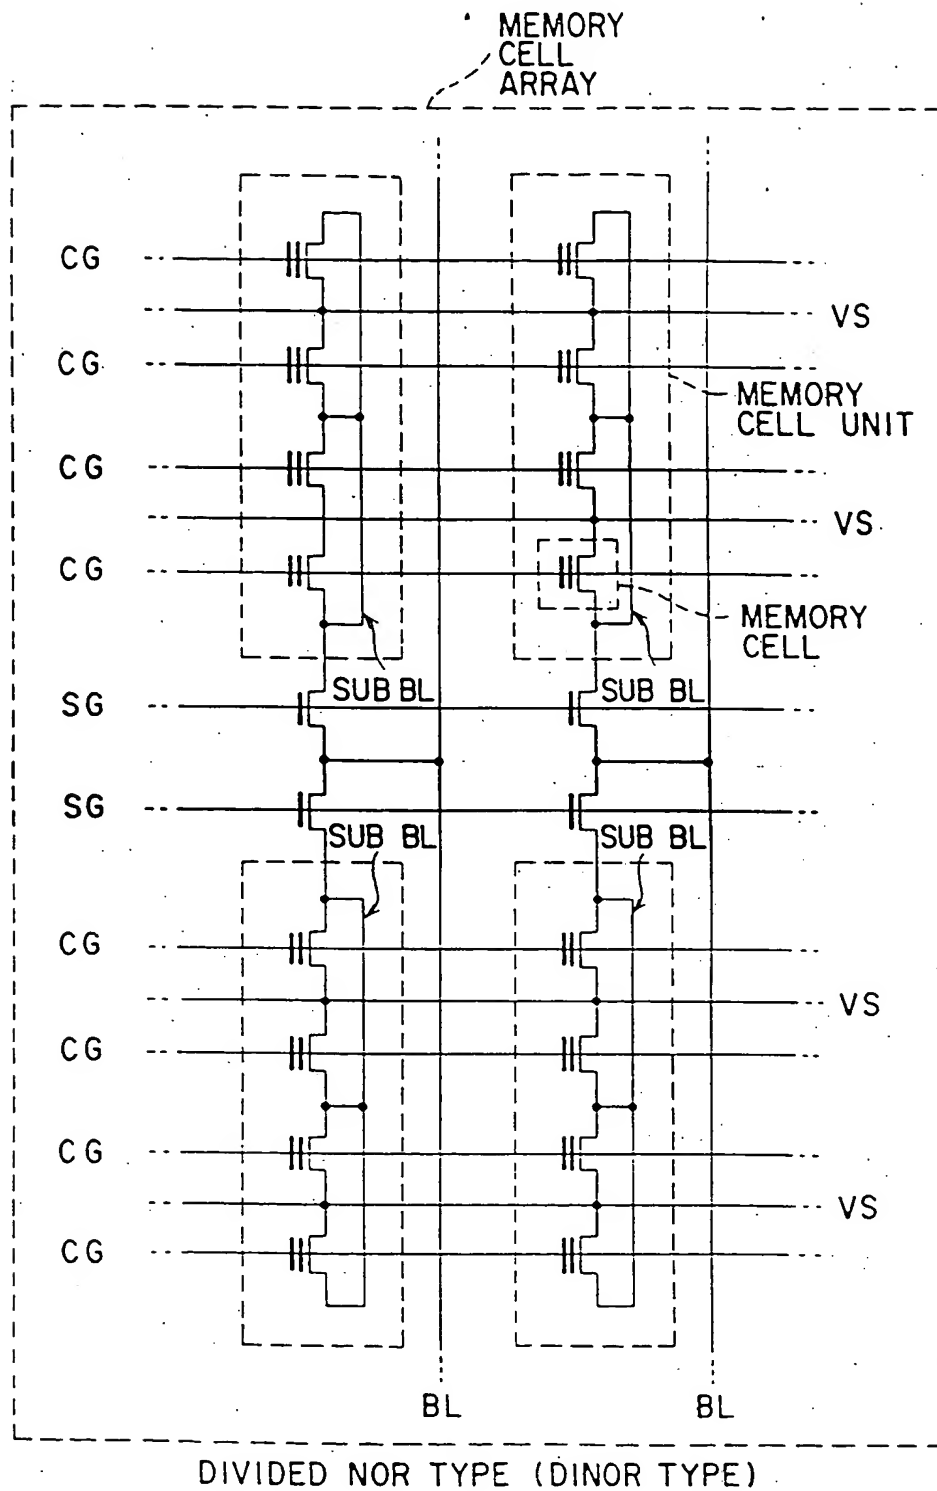 MEMORY
CELL
ARRAY
CG
VS
CG
MEMORY
CELL UNIT
CG
VS
CG
MEMORY
CELL
SUB BL SUB BL
SG
SG
SUB BL SUB BL
CG
VS
CG
CG
VS
CG
BL BL
DIVIDED NOR TYPE (DINOR TYPE)